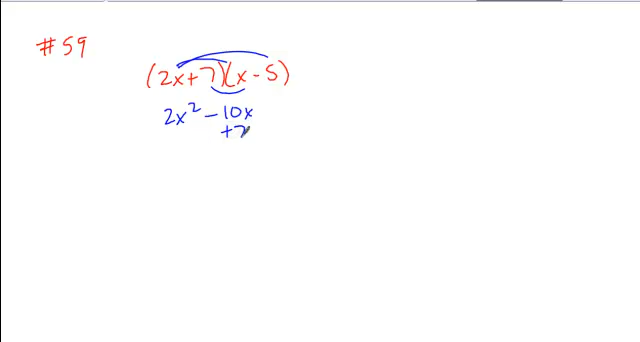 #59
(2x+7)(x-5)
2x² - 10x
+7